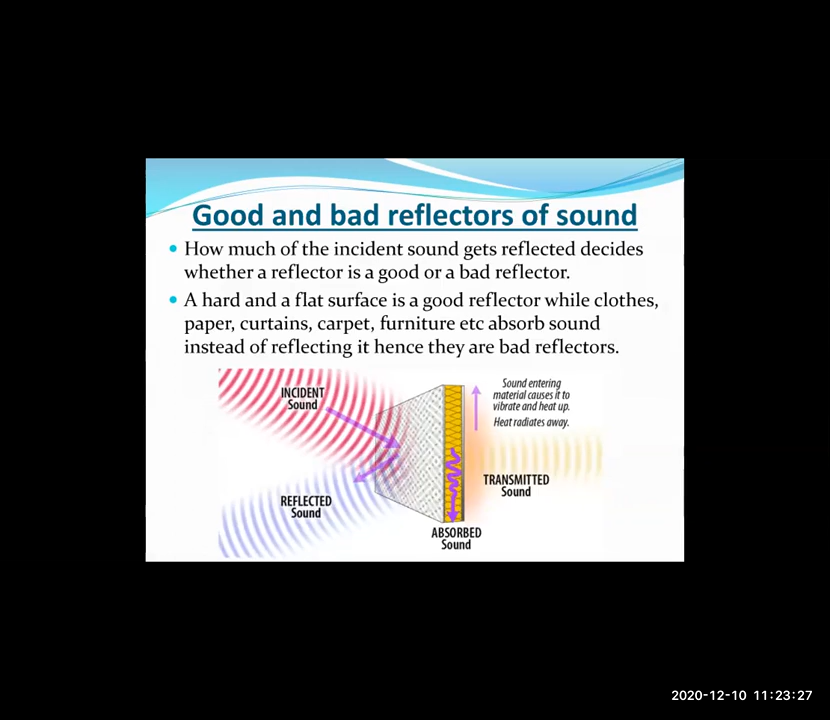 Good and bad reflectors of sound
How much of the incident sound gets reflected decides
whether a reflector is a good or a bad reflector.
A hard and a flat surface is a good reflector while clothes,
paper, curtains, carpet, furniture etc absorb sound
instead of reflecting it hence they are bad reflectors.
INCIDENT
Sound
Sound entering
material causes it to
vibrate and heat up.
Heat radiates away.
REFLECTED
Sound
TRANSMITTED
Sound
ABSORBED
Sound
2020-12-10 11:23:27